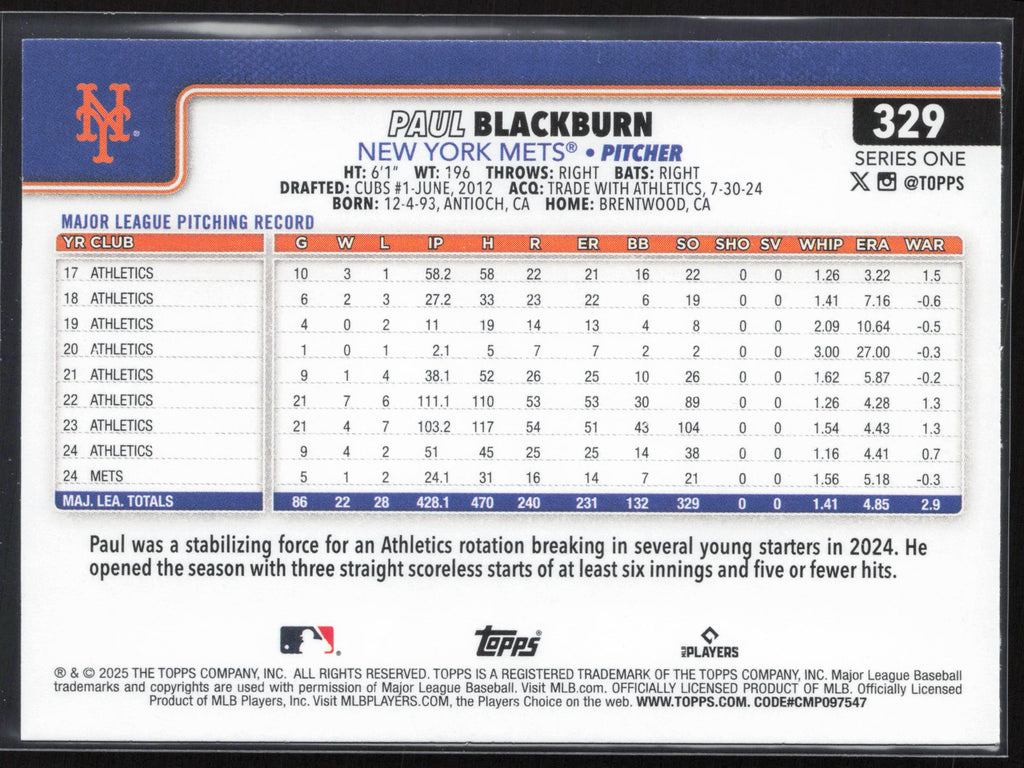 NY
PAUL BLACKBURN
NEW YORK METS® • PITCHER
329
SERIES ONE
X @TOPPS
HT: 6'1" WT: 196 THROWS: RIGHT BATS: RIGHT
DRAFTED: CUBS #1-JUNE, 2012 ACQ: TRADE WITH ATHLETICS, 7-30-24
BORN: 12-4-93, ANTIOCH, CA HOME: BRENTWOOD, CA
MAJOR LEAGUE PITCHING RECORD
YR CLUB G W L IP H R ER BB SO SHO SV WHIP ERA WAR
17 ATHLETICS 10 3 1 58.2 58 22 21 16 22 0 0 1.26 3.22 1.5
18 ATHLETICS 6 2 3 27.2 33 23 22 6 19 0 0 1.41 7.16 -0.6
19 ATHLETICS 4 0 2 11 19 14 13 4 8 0 0 2.09 10.64 -0.5
20 ATHLETICS 1 0 1 2.1 5 7 7 2 2 0 0 3.00 27.00 -0.3
21 ATHLETICS 9 1 4 38.1 52 26 25 10 26 0 0 1.62 5.87 -0.2
22 ATHLETICS 21 7 6 111.1 110 53 53 30 89 0 0 1.26 4.28 1.3
23 ATHLETICS 21 4 7 103.2 117 54 51 43 104 0 0 1.54 4.43 1.3
24 ATHLETICS 9 4 2 51 45 25 25 14 38 0 0 1.16 4.41 0.7
24 METS 5 1 2 24.1 31 16 14 7 21 0 0 1.56 5.18 -0.3
MAJ. LEA. TOTALS 86 22 28 428.1 470 240 231 132 329 0 0 1.41 4.85 2.9
Paul was a stabilizing force for an Athletics rotation breaking in several young starters in 2024. He
opened the season with three straight scoreless starts of at least six innings and five or fewer hits.
Topps®
MLB PLAYERS
® & © 2025 THE TOPPS COMPANY, INC. ALL RIGHTS RESERVED. TOPPS IS A REGISTERED TRADEMARK OF THE TOPPS COMPANY, INC. Major League Baseball
trademarks and copyrights are used with permission of Major League Baseball. Visit MLB.com. OFFICIALLY LICENSED PRODUCT OF MLB. Officially Licensed
Product of MLB Players, Inc. Visit MLBPLAYERS.COM, the Players Choice on the web. WWW.TOPPS.COM. CODE#CMP097547